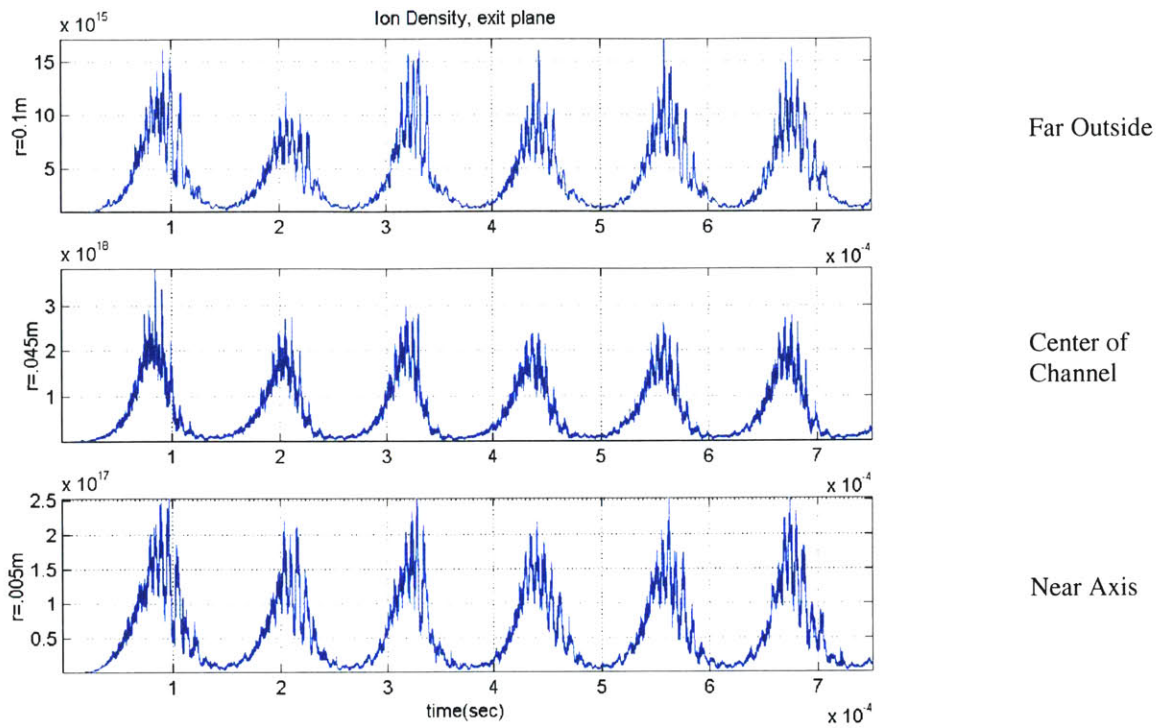 Ion Density, exit plane
x 10^15
r=0.1m
15
10
5
1 2 3 4 5 6 7
x 10^-4
Far Outside
x 10^18
r=.045m
3
2
1
1 2 3 4 5 6 7
x 10^-4
Center of
Channel
x 10^17
r=.005m
2.5
2
1.5
1
0.5
1 2 3 4 5 6 7
time(sec)
x 10^-4
Near Axis